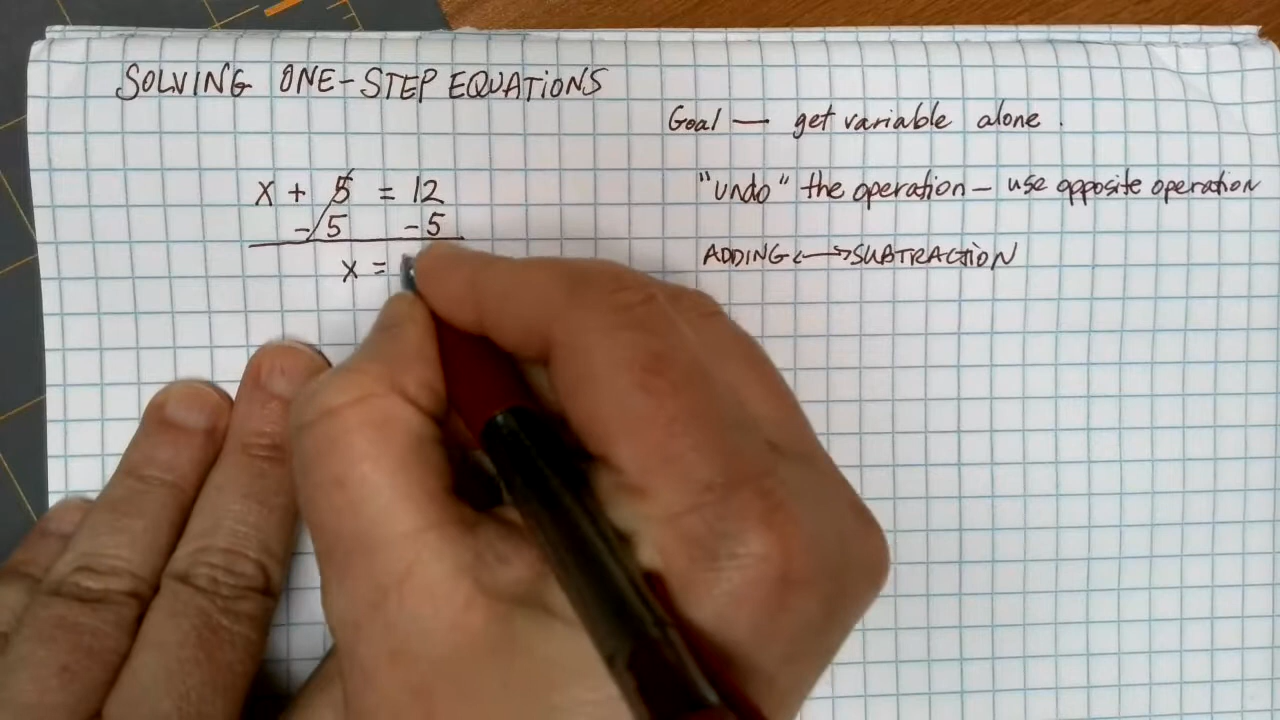 SOLVING ONE-STEP EQUATIONS
Goal — get variable alone.
x + 5 = 12
"undo" the operation — use opposite operation
-5 -5
ADDING <—> SUBTRACTION
x =